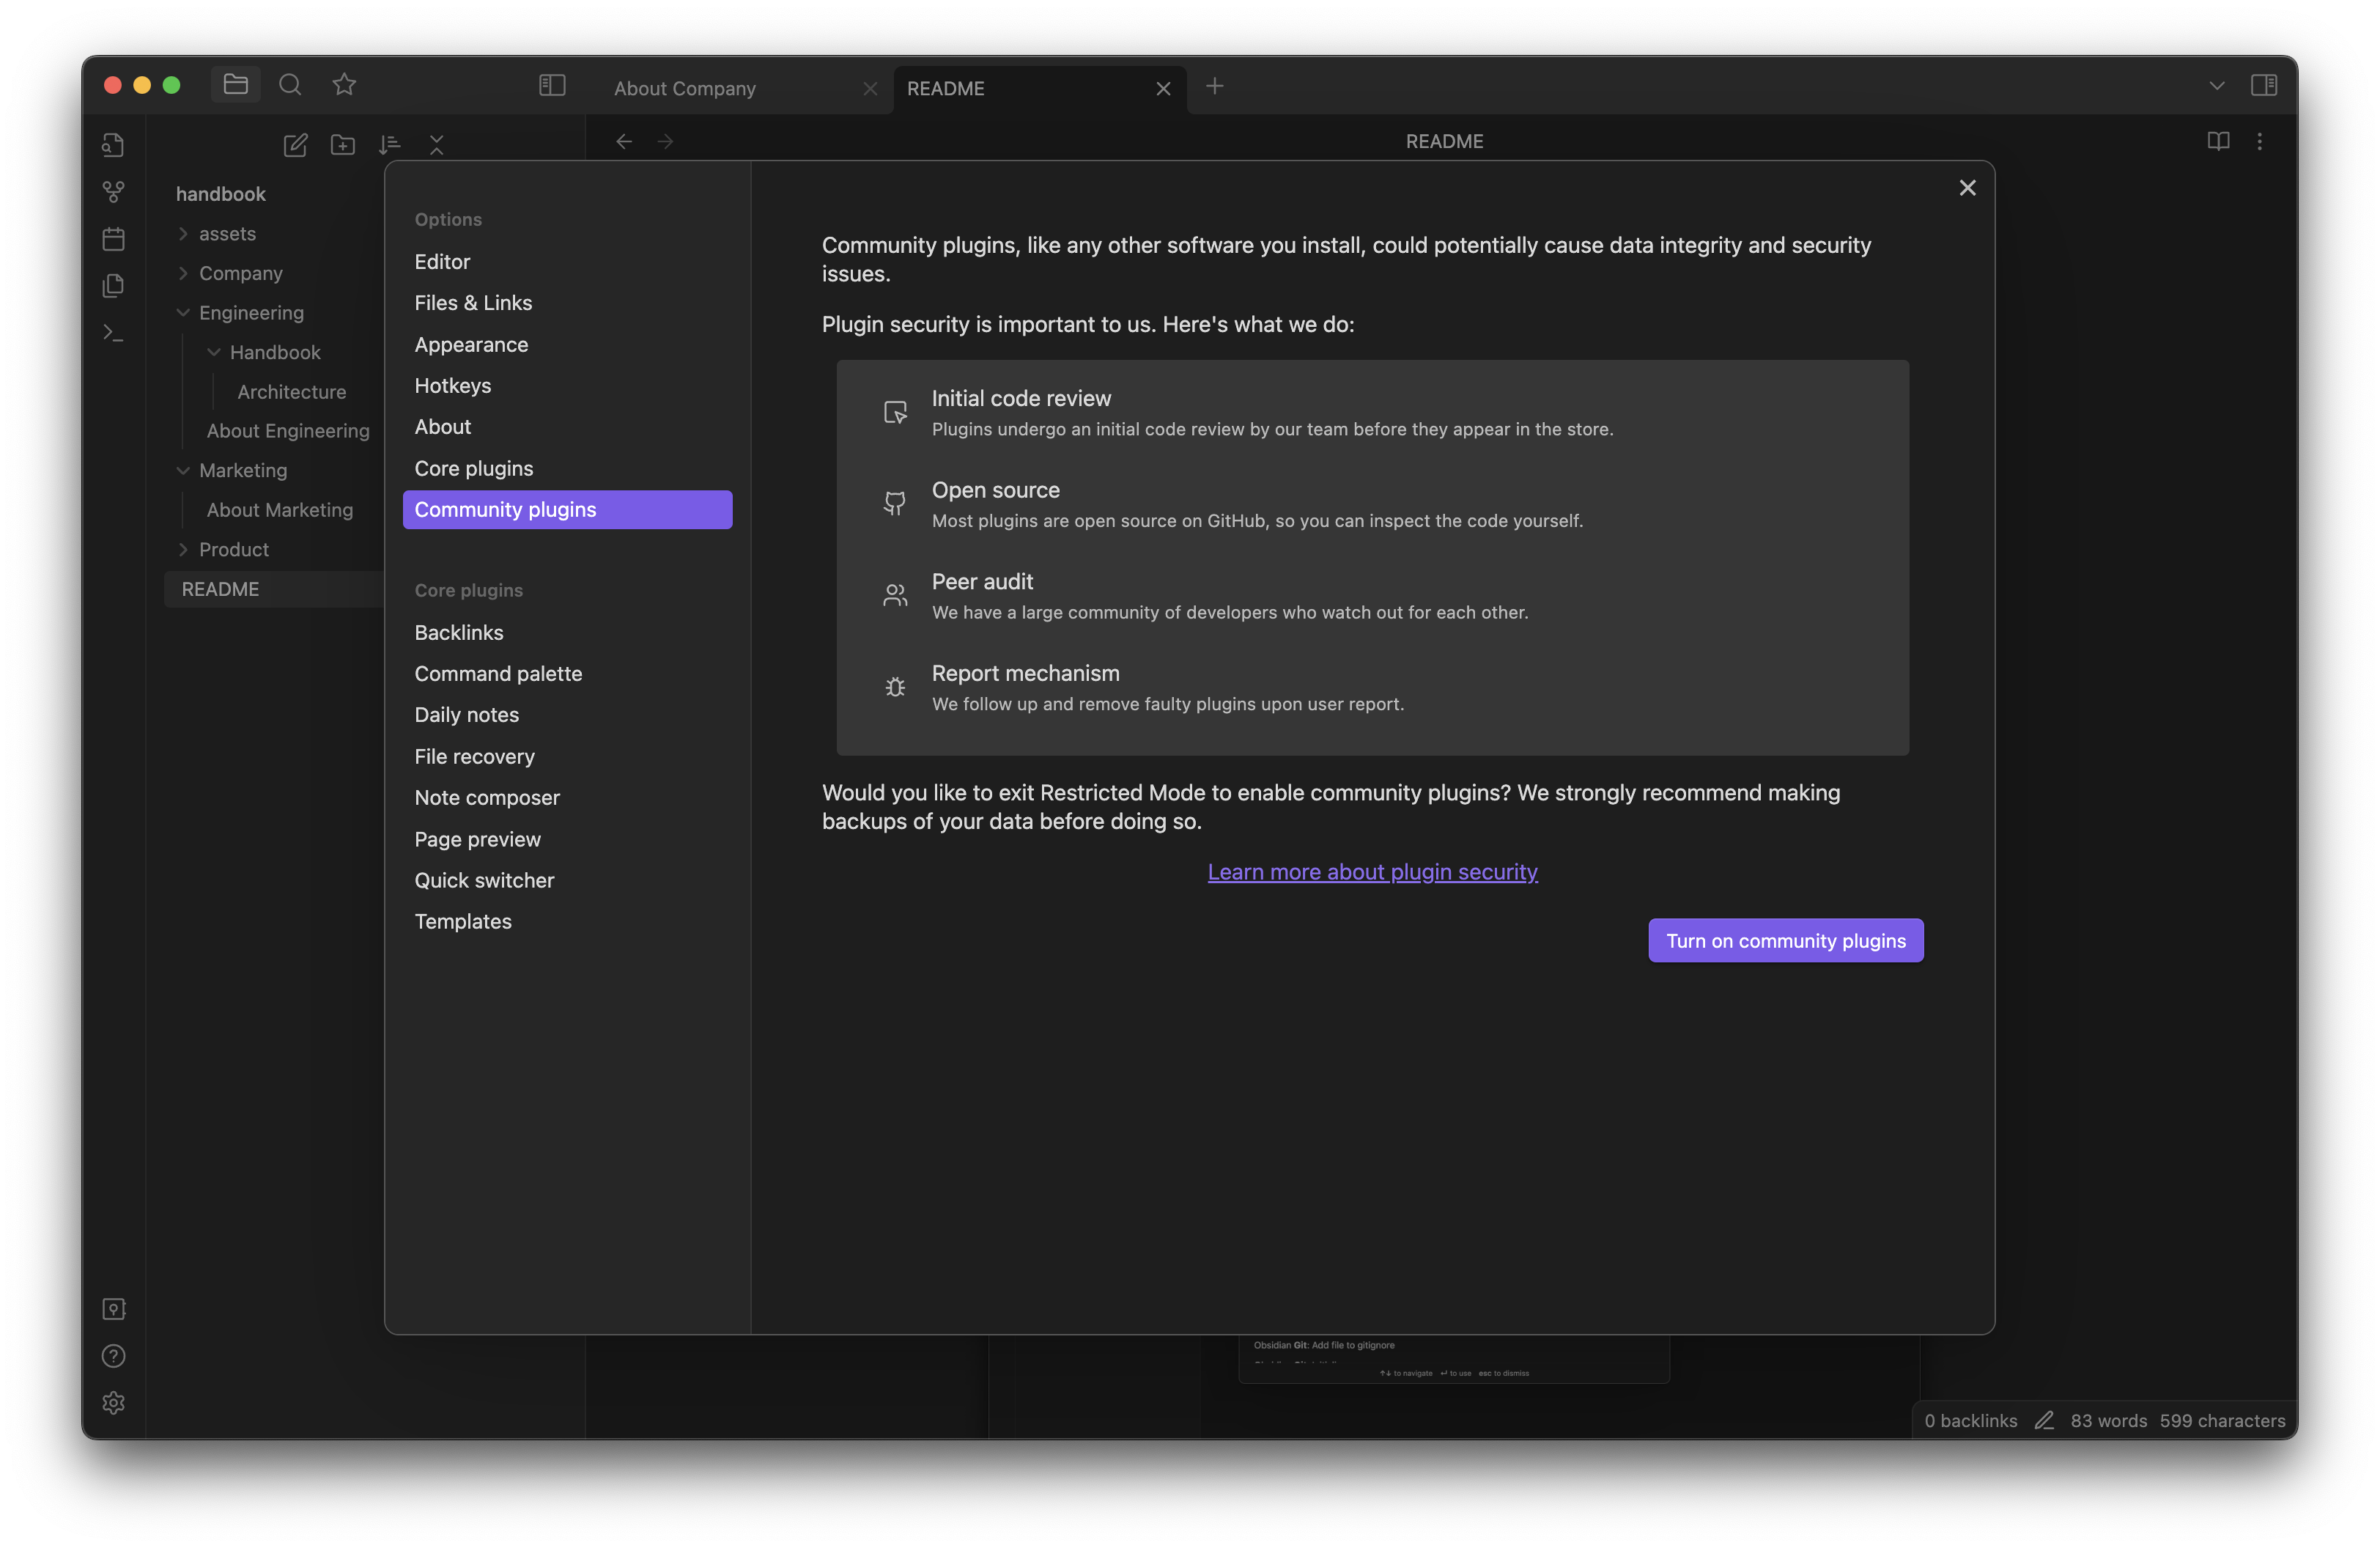 About Company
README
README
handbook
assets
Company
Engineering
Handbook
Architecture
About Engineering
Marketing
About Marketing
Product
README
Options
Editor
Files & Links
Appearance
Hotkeys
About
Core plugins
Community plugins
Core plugins
Backlinks
Command palette
Daily notes
File recovery
Note composer
Page preview
Quick switcher
Templates
Community plugins, like any other software you install, could potentially cause data integrity and security
issues.
Plugin security is important to us. Here's what we do:
Initial code review
Plugins undergo an initial code review by our team before they appear in the store.
Open source
Most plugins are open source on GitHub, so you can inspect the code yourself.
Peer audit
We have a large community of developers who watch out for each other.
Report mechanism
We follow up and remove faulty plugins upon user report.
Would you like to exit Restricted Mode to enable community plugins? We strongly recommend making
backups of your data before doing so.
Learn more about plugin security
Turn on community plugins
Obsidian Git: Add file to gitignore
↑↓ to navigate ↵ to use esc to dismiss
0 backlinks 83 words 599 characters